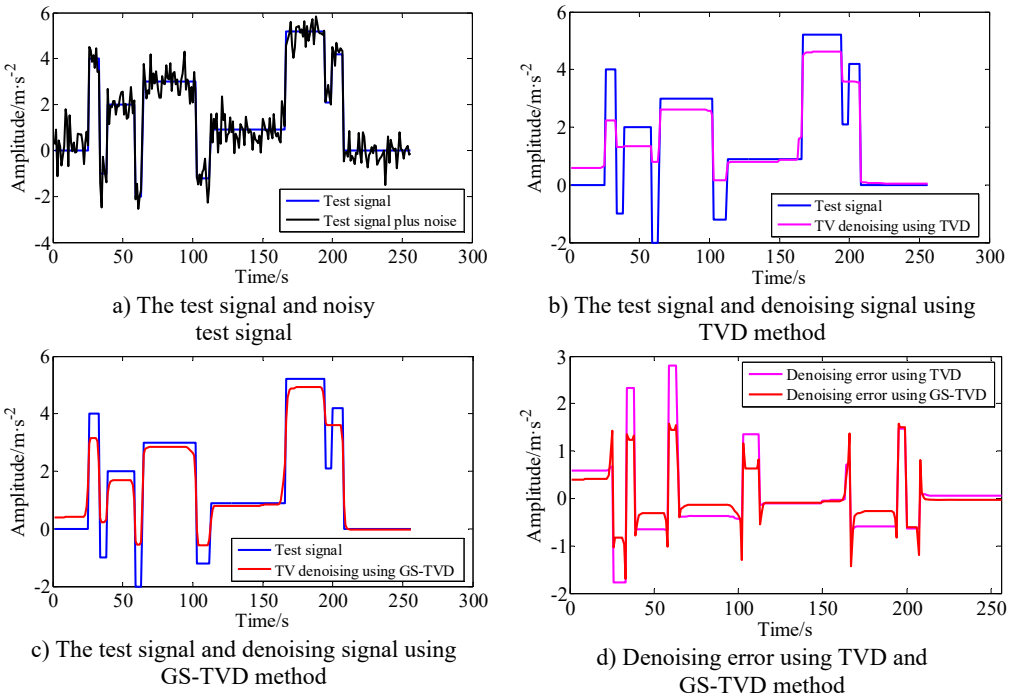 6
4
2
0
-2
-4
0
50
100
150
200
250
300
Amplitude/m·s-2
Time/s
Test signal
Test signal plus noise
a) The test signal and noisy
test signal
6
4
2
0
-2
0
50
100
150
200
250
300
Amplitude/m·s-2
Time/s
Test signal
TV denoising using TVD
b) The test signal and denoising signal using
TVD method
6
4
2
0
-2
0
50
100
150
200
250
300
Amplitude/m·s-2
Time/s
Test signal
TV denoising using GS-TVD
c) The test signal and denoising signal using
GS-TVD method
3
2
1
0
-1
2
0
50
100
150
200
250
Amplitude/m·s-2
Time/s
Denoising error using TVD
Denoising error using GS-TVD
d) Denoising error using TVD and
GS-TVD method